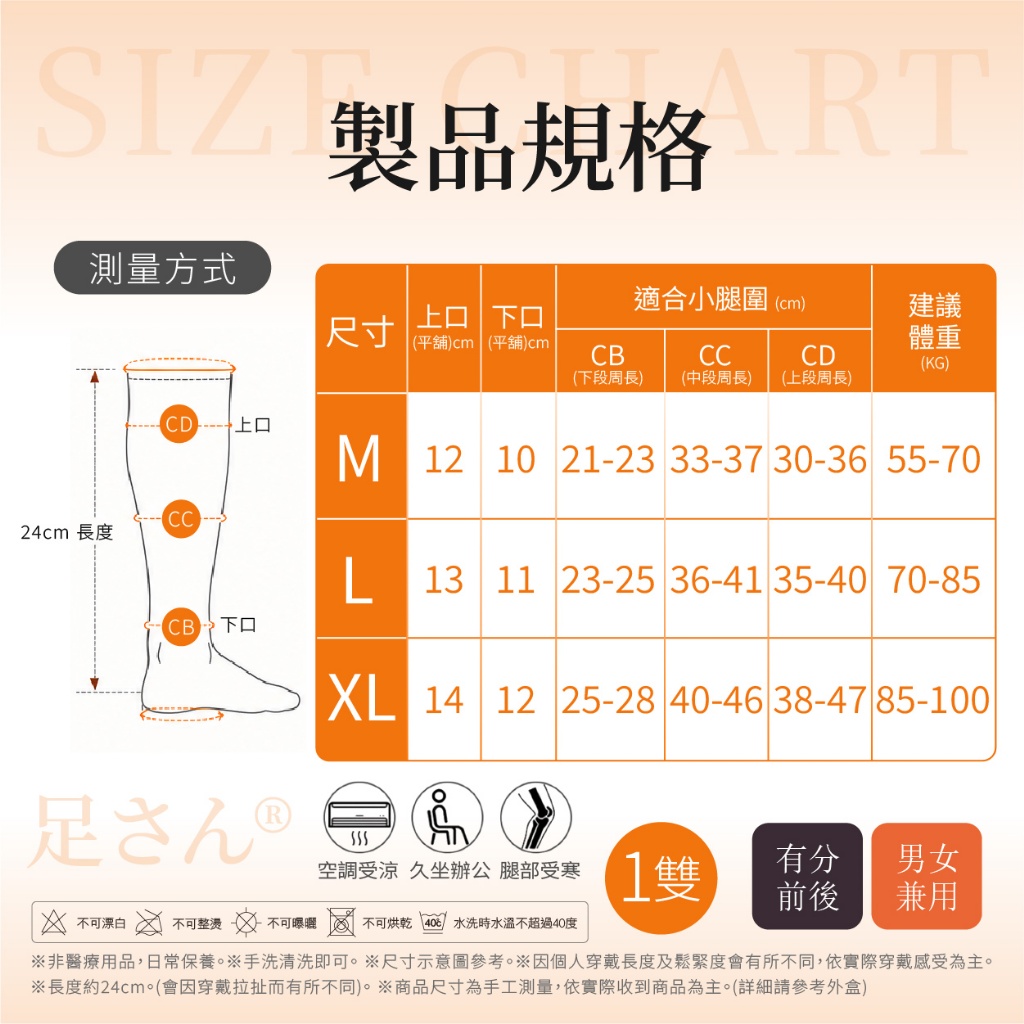 SIZE CHART
製品規格
測量方式
尺寸
上口
(平舖)cm
下口
(平舖)cm
適合小腿圍 (cm)
CB
(下段周長)
CC
(中段周長)
CD
(上段周長)
建議
體重
(KG)
M 12 10 21-23 33-37 30-36 55-70
L 13 11 23-25 36-41 35-40 70-85
XL 14 12 25-28 40-46 38-47 85-100
CD 上口
CC
24cm 長度
CB 下口
足さん®
空調受涼 久坐辦公 腿部受寒
1雙
有分
前後
男女
兼用
不可漂白 不可整燙 不可曝曬 不可烘乾 40c 水洗時水溫不超過40度
※非醫療用品,日常保養。※手洗清洗即可。 ※尺寸示意圖參考。※因個人穿戴長度及鬆緊度會有所不同,依實際穿戴感受為主。
※長度約24cm。(會因穿戴拉扯而有所不同)。 ※商品尺寸為手工測量,依實際收到商品為主。(詳細請參考外盒)